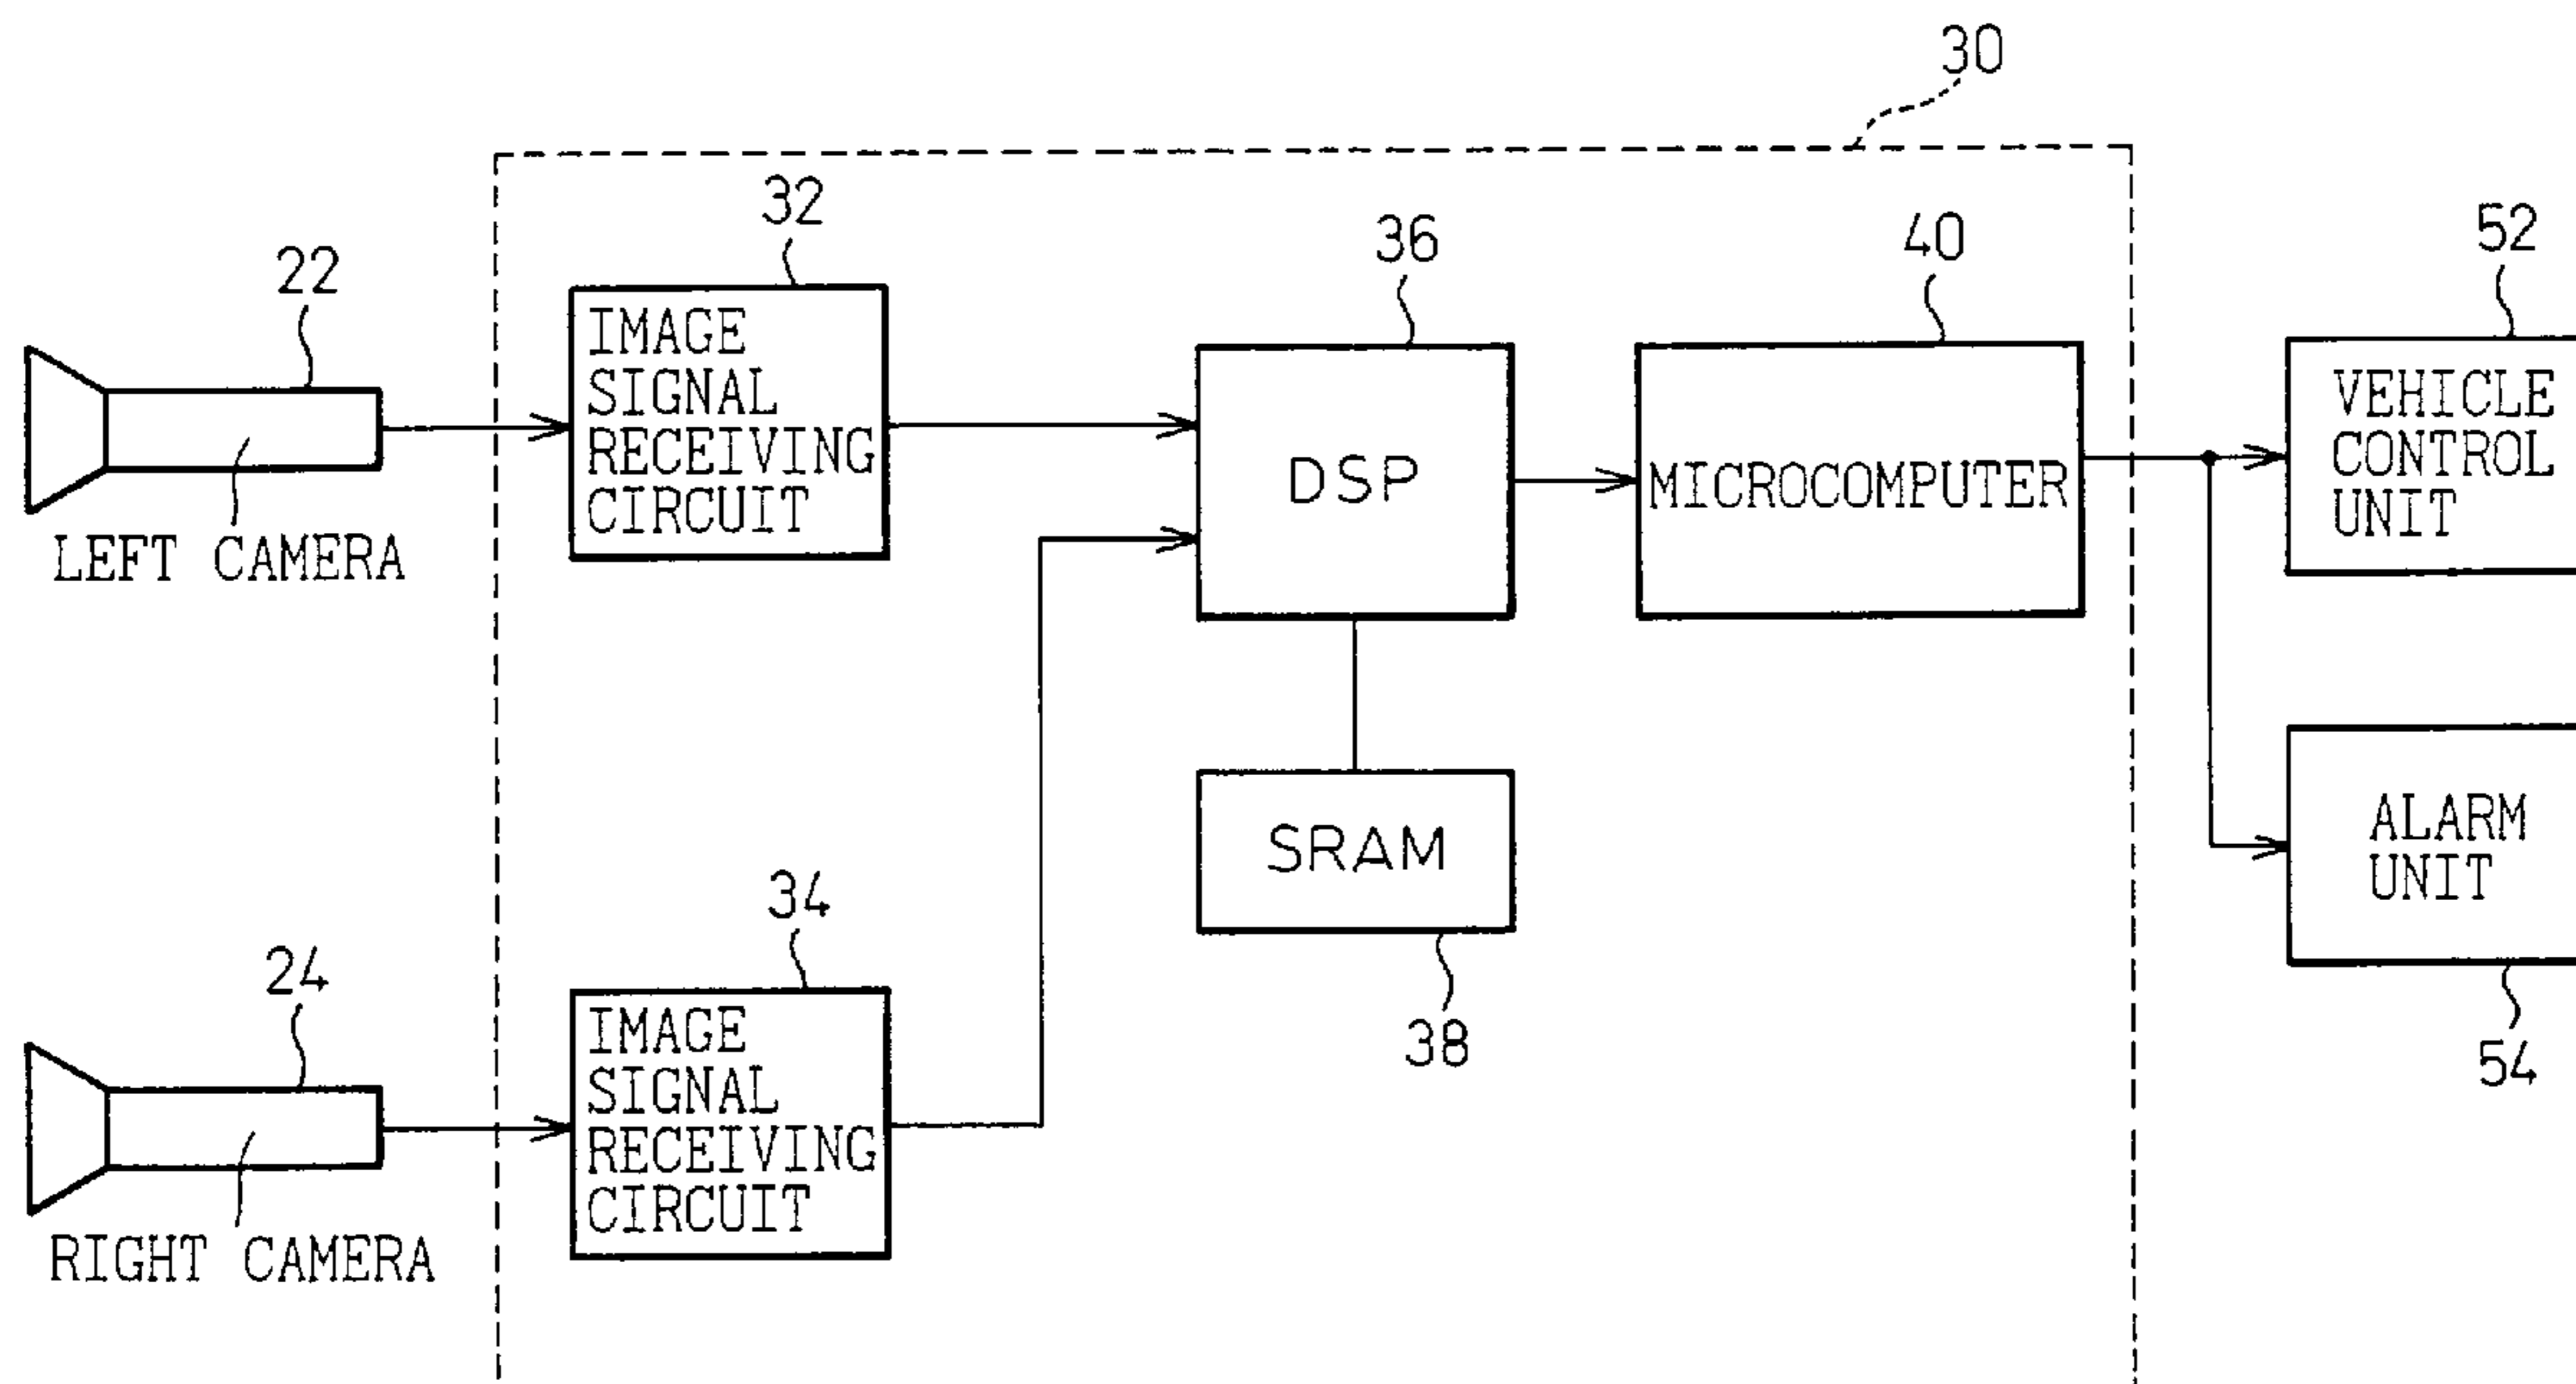 30
32
36
40
52
22
IMAGE
SIGNAL
RECEIVING
CIRCUIT
DSP
MICROCOMPUTER
VEHICLE
CONTROL
UNIT
LEFT CAMERA
SRAM
ALARM
UNIT
34
24
38
54
IMAGE
SIGNAL
RECEIVING
CIRCUIT
RIGHT CAMERA